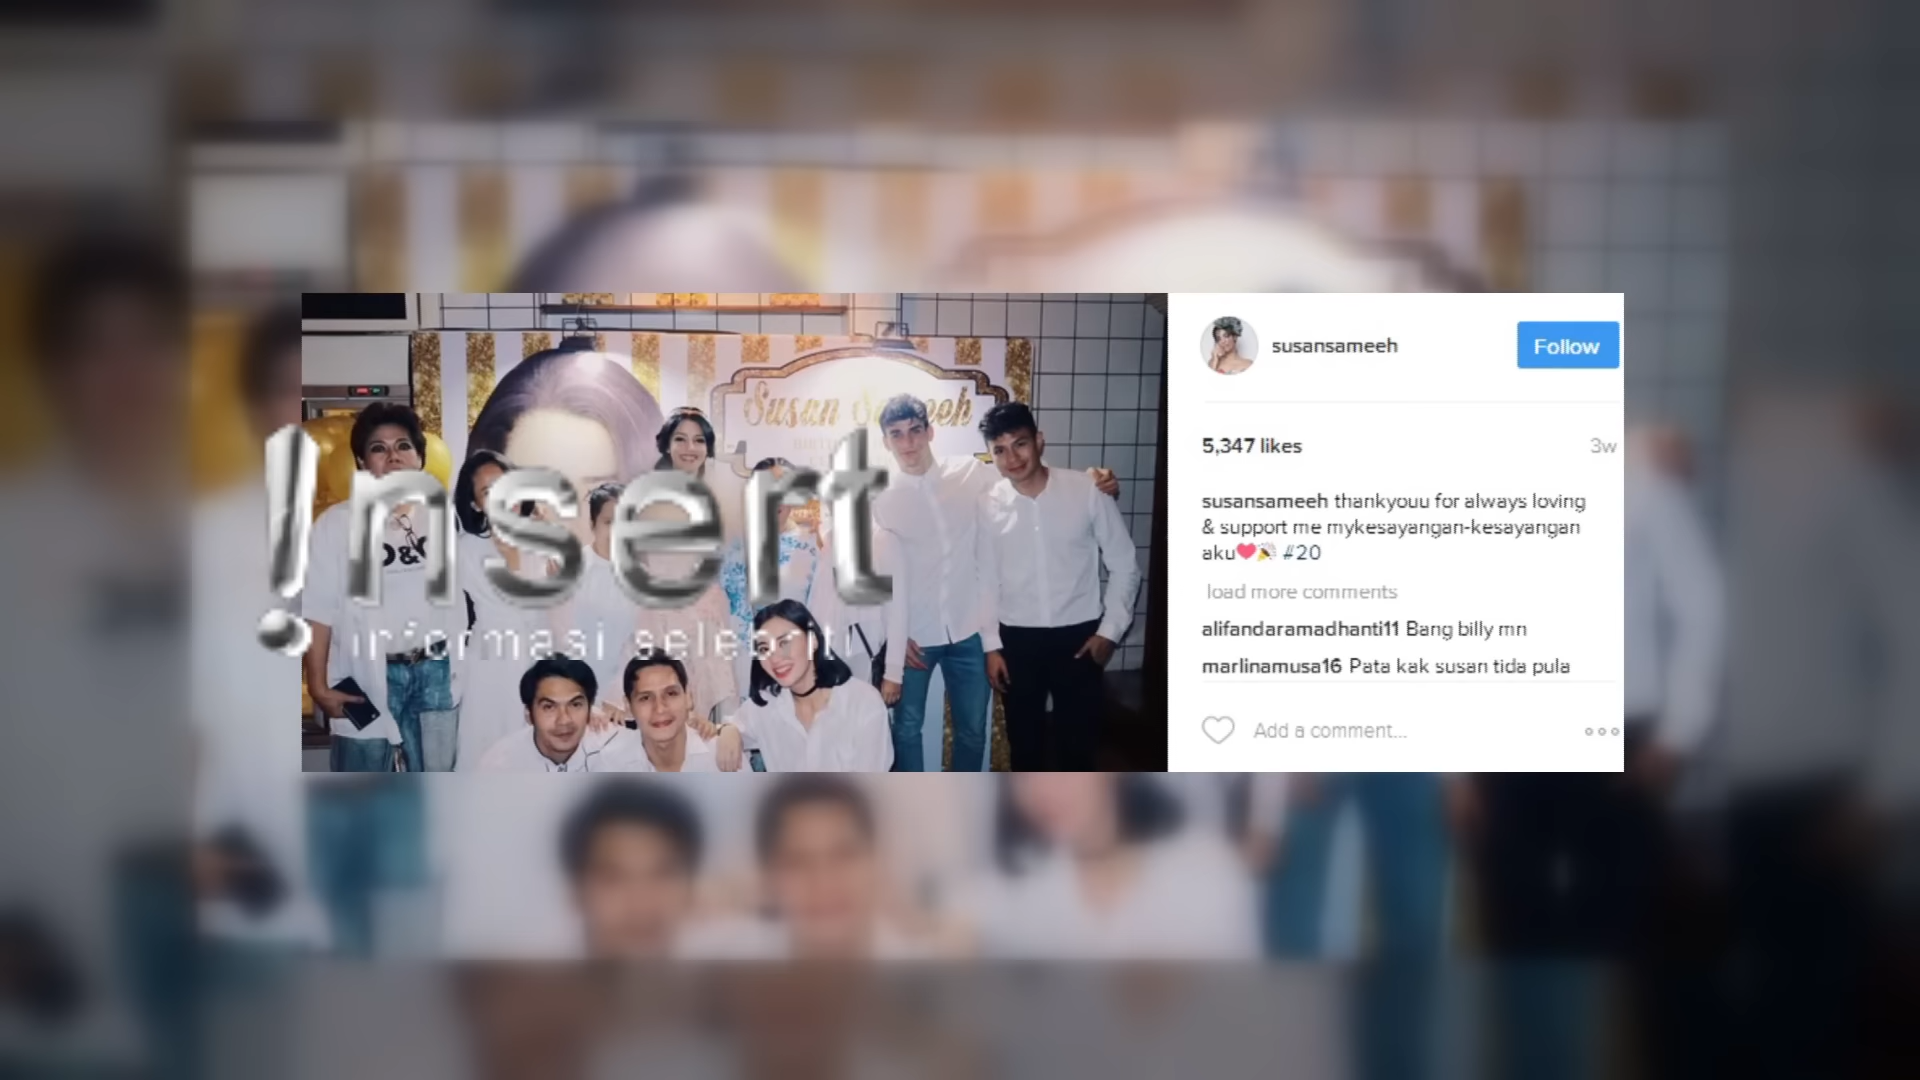 Susan Sameeh
!nsert
informasi selebriti
D&G
susansameeh
Follow
5,347 likes
3w
susansameeh thankyouu for always loving
& support me mykesayangan-kesayangan
aku❤️🎉 #20
load more comments
alifandaramadhanti11 Bang billy mn
marlinamusa16 Pata kak susan tida pula
Add a comment...